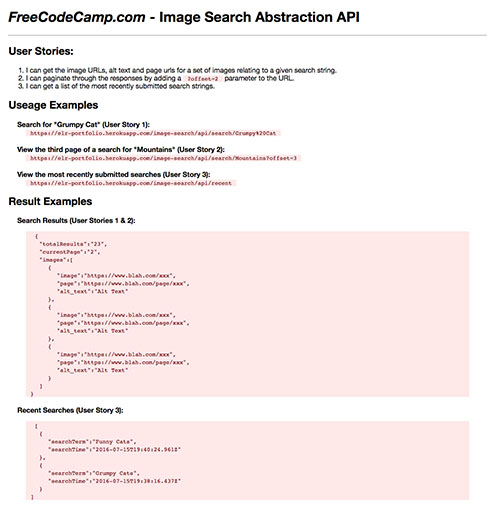 FreeCodeCamp.com - Image Search Abstraction API
User Stories:
1. I can get the image URLs, alt text and page urls for a set of images relating to a given search string.
2. I can paginate through the responses by adding a ?offset=2 parameter to the URL.
3. I can get a list of the most recently submitted search strings.
Useage Examples
Search for "Grumpy Cat" (User Story 1):
https://elr-portfolio.herokuapp.com/image-search/api/search/Grumpy%20Cat
View the third page of a search for "Mountains" (User Story 2):
https://elr-portfolio.herokuapp.com/image-search/api/search/Mountains?offset=3
View the most recently submitted searches (User Story 3):
https://elr-portfolio.herokuapp.com/image-search/api/recent
Result Examples
Search Results (User Stories 1 & 2):
{
"totalResults":"23",
"currentPage":"2",
"images":[
{
"image":"https://www.blah.com/xxx",
"page":"https://www.blah.com/page/xxx",
"alt_text":"Alt Text"
},
{
"image":"https://www.blah.com/xxx",
"page":"https://www.blah.com/page/xxx",
"alt_text":"Alt Text"
},
{
"image":"https://www.blah.com/xxx",
"page":"https://www.blah.com/page/xxx",
"alt_text":"Alt Text"
}
]
}
Recent Searches (User Story 3):
[
{
"searchTerm":"Funny Cats",
"searchTime":"2016-07-15T19:40:24.961Z"
},
{
"searchTerm":"Grumpy Cats",
"searchTime":"2016-07-15T19:38:16.437Z"
}
]